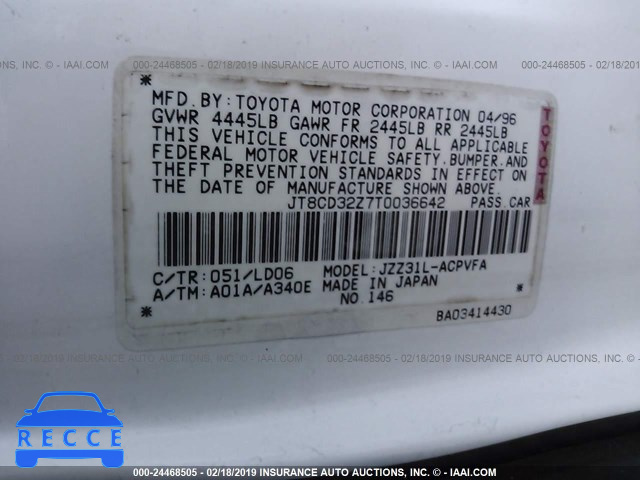 000-24468505 - 02/18/2019 INSURANCE AUTO AUCTIONS - IAAI.COM
MFD. BY: TOYOTA MOTOR CORPORATION 04/96
GVWR 4445LB GAWR FR 2445LB RR 2445LB
THIS VEHICLE CONFORMS TO ALL APPLICABLE
FEDERAL MOTOR VEHICLE SAFETY, BUMPER, AND
THEFT PREVENTION STANDARDS IN EFFECT ON
THE DATE OF MANUFACTURE SHOWN ABOVE.
JT8CD32Z7T0036642 PASS. CAR
TOYOTA
C/TR: 051/LD06 MODEL: JZZ31L-ACPVFA
A/TM: A01A/A340E MADE IN JAPAN
NO. 146
BA03414430
000-24468505 - 02/18/2019 INSURANCE AUTO AUCTIONS - IAAI.COM
RECCE
000-24468505 - 02/18/2019 INSURANCE AUTO AUCTIONS - IAAI.COM